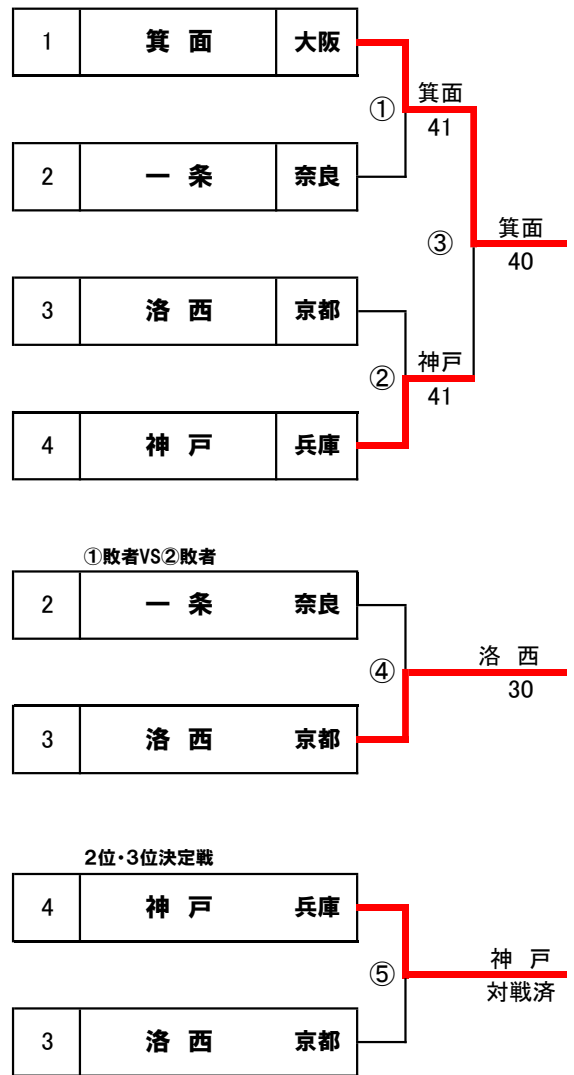 1 箕面 大阪
① 箕面
41
2 一条 奈良
③ 箕面
40
3 洛西 京都
② 神戸
41
4 神戸 兵庫
①敗者VS②敗者
2 一条 奈良
④ 洛西
30
3 洛西 京都
2位・3位決定戦
4 神戸 兵庫
⑤ 神戸
対戦済
3 洛西 京都